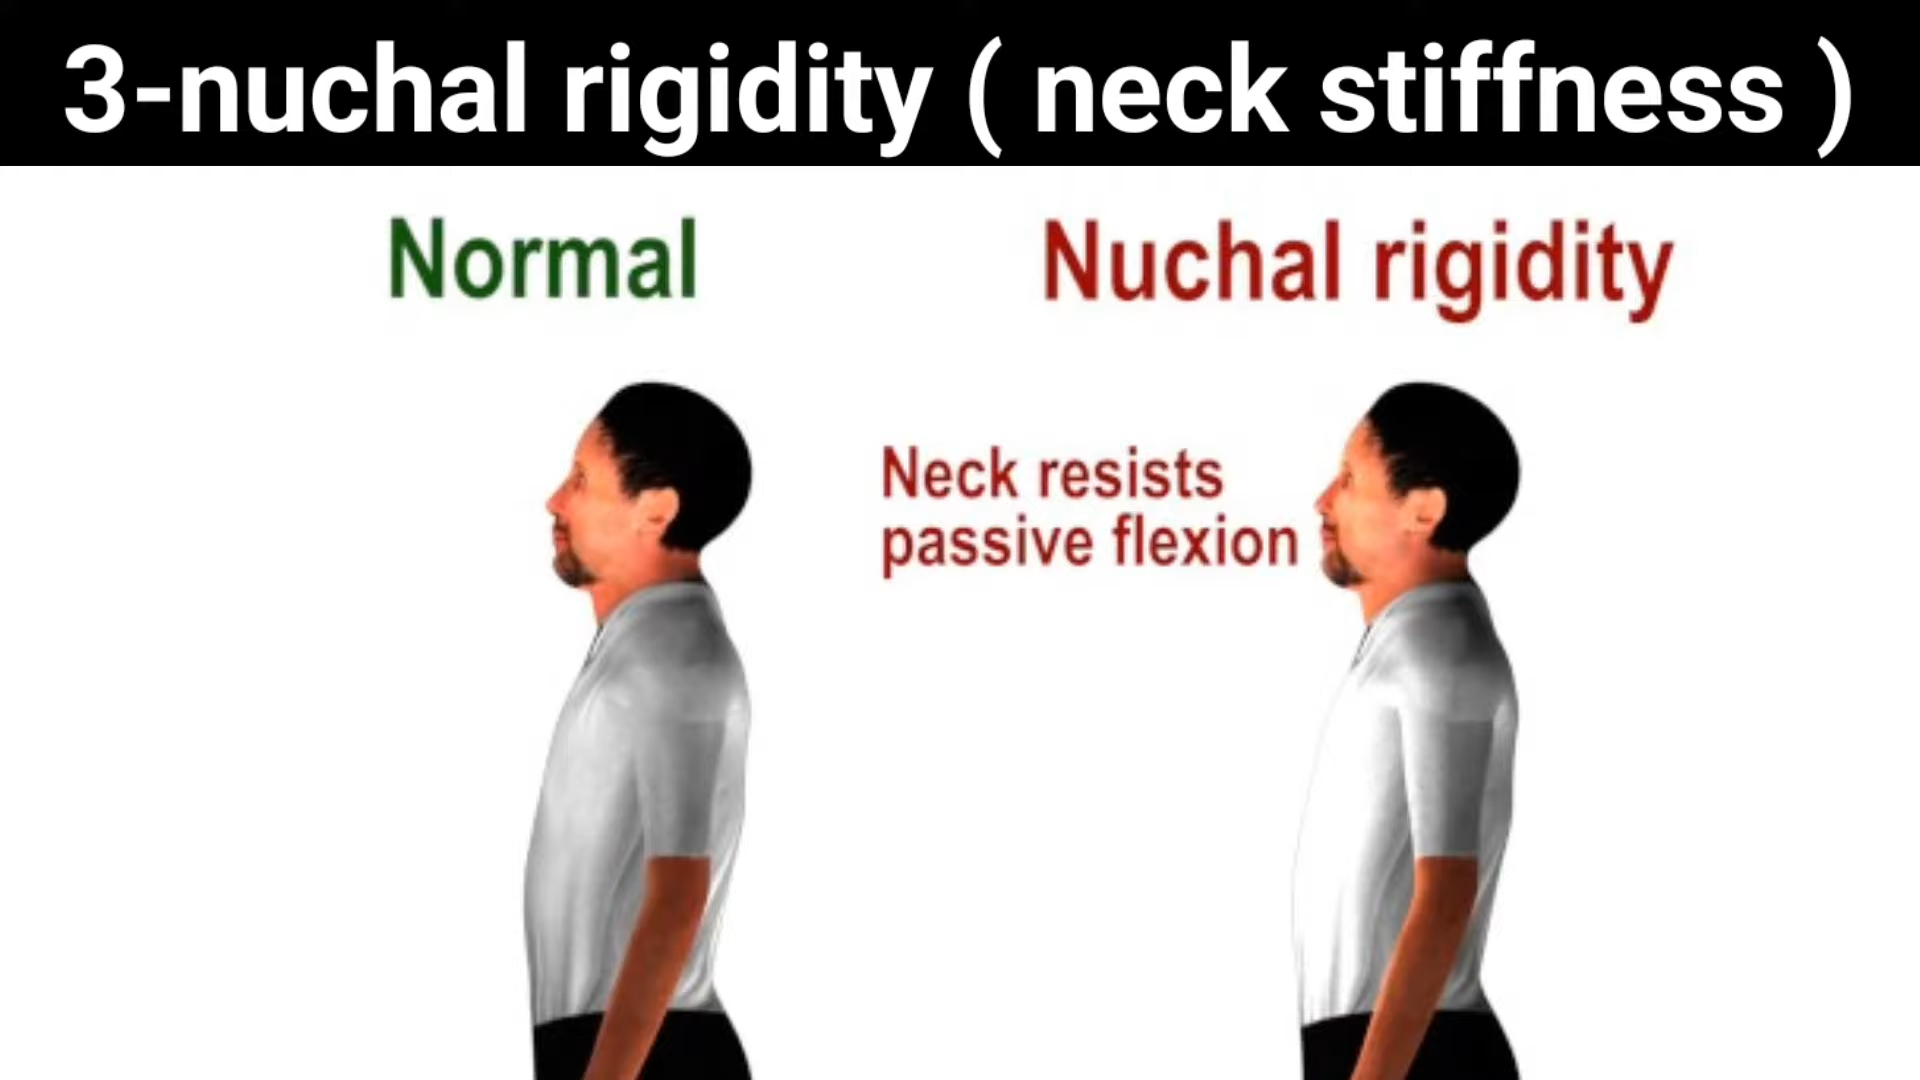 3-nuchal rigidity ( neck stiffness )
Normal
Nuchal rigidity
Neck resists
passive flexion